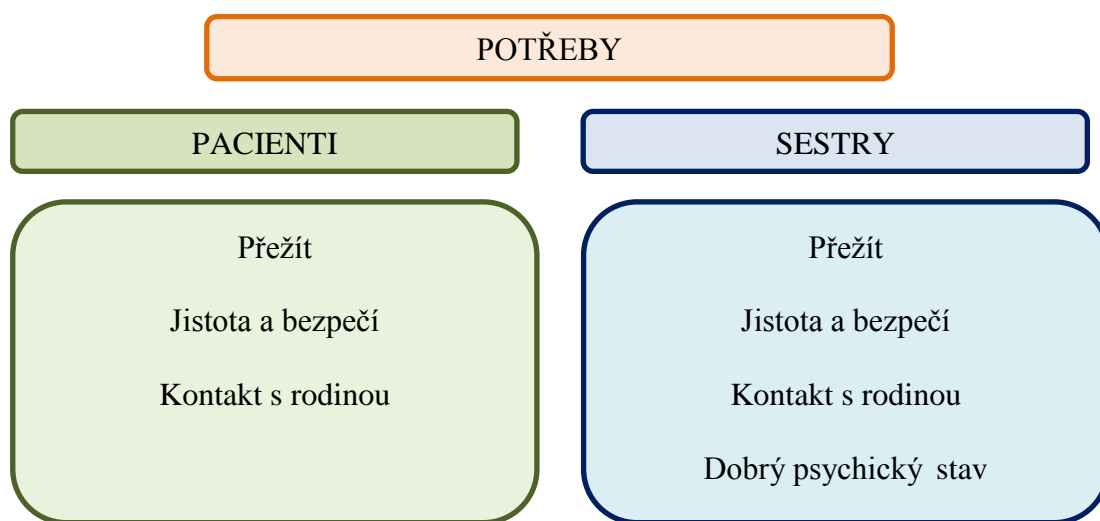 POTŘEBY
PACIENTI
Přežít
Jistota a bezpečí
Kontakt s rodinou
SESTRY
Přežít
Jistota a bezpečí
Kontakt s rodinou
Dobrý psychický stav